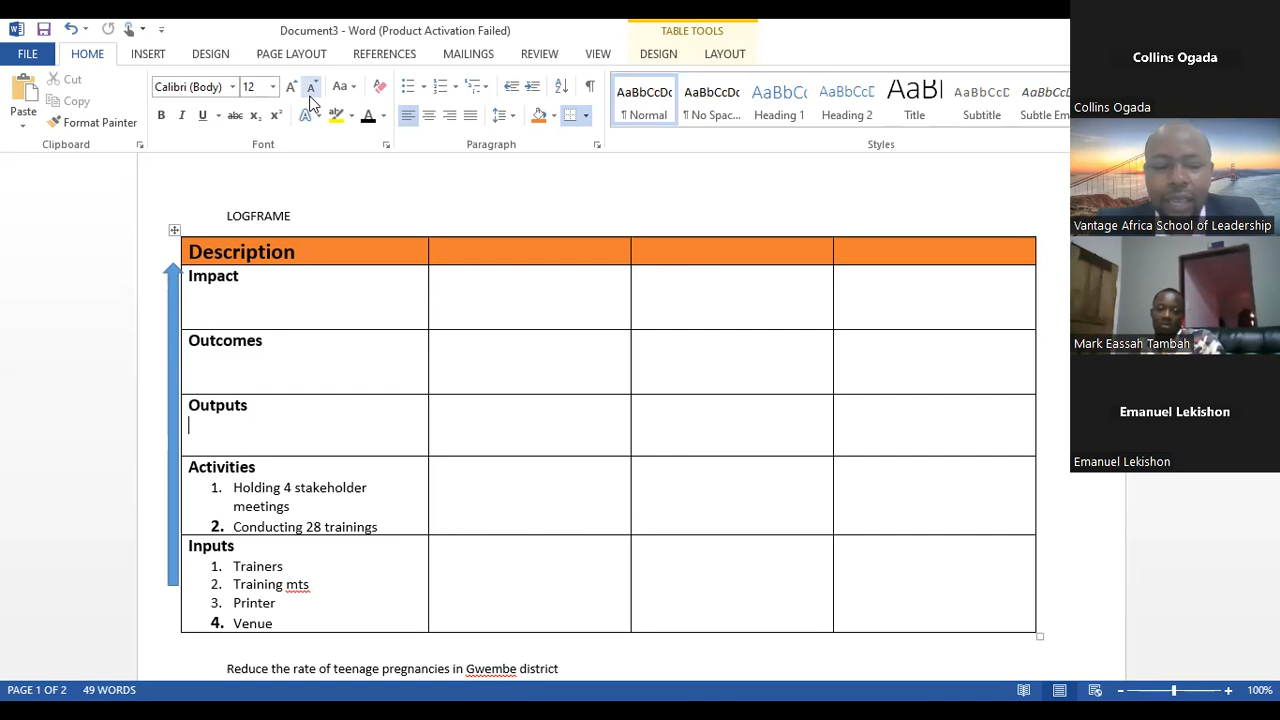 Document3 - Word (Product Activation Failed)
TABLE TOOLS
FILE HOME INSERT DESIGN PAGE LAYOUT REFERENCES MAILINGS REVIEW VIEW DESIGN LAYOUT
Cut
Copy
Format Painter
Paste
Clipboard
Calibri (Body) 12
Font
Paragraph
AaBbCcDc AaBbCcDc AaBbCc AaBbCcD AaBl AaBbCcD AaBbCcDc
¶ Normal ¶ No Spac... Heading 1 Heading 2 Title Subtitle Subtle Em
Styles
LOGFRAME
Description
Impact
Outcomes
Outputs
Activities
1. Holding 4 stakeholder
meetings
2. Conducting 28 trainings
Inputs
1. Trainers
2. Training mts
3. Printer
4. Venue
Reduce the rate of teenage pregnancies in Gwembe district
PAGE 1 OF 2 49 WORDS
100%
Collins Ogada
Collins Ogada
Vantage Africa School of Leadership
Mark Eassah Tambah
Emanuel Lekishon
Emanuel Lekishon